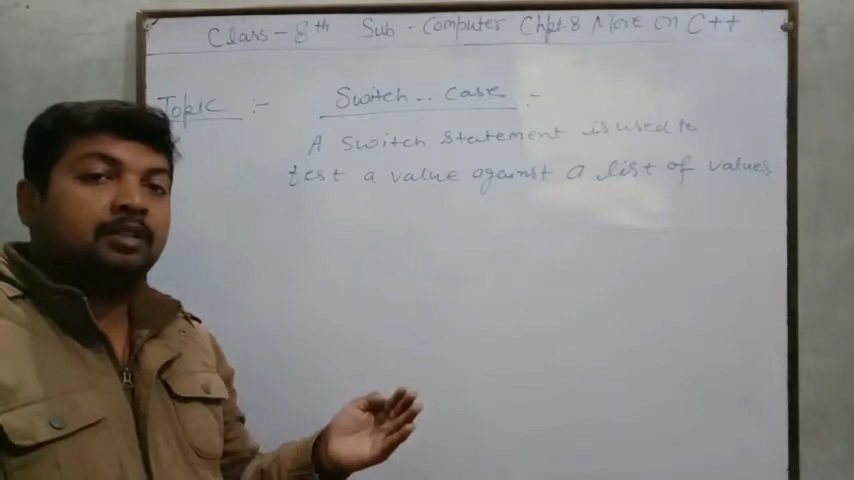 Class - 8th Sub - Computer Chpt-8 More on C++
Topic :- Switch .. case :-
A switch statement is used to
test a value against a list of values